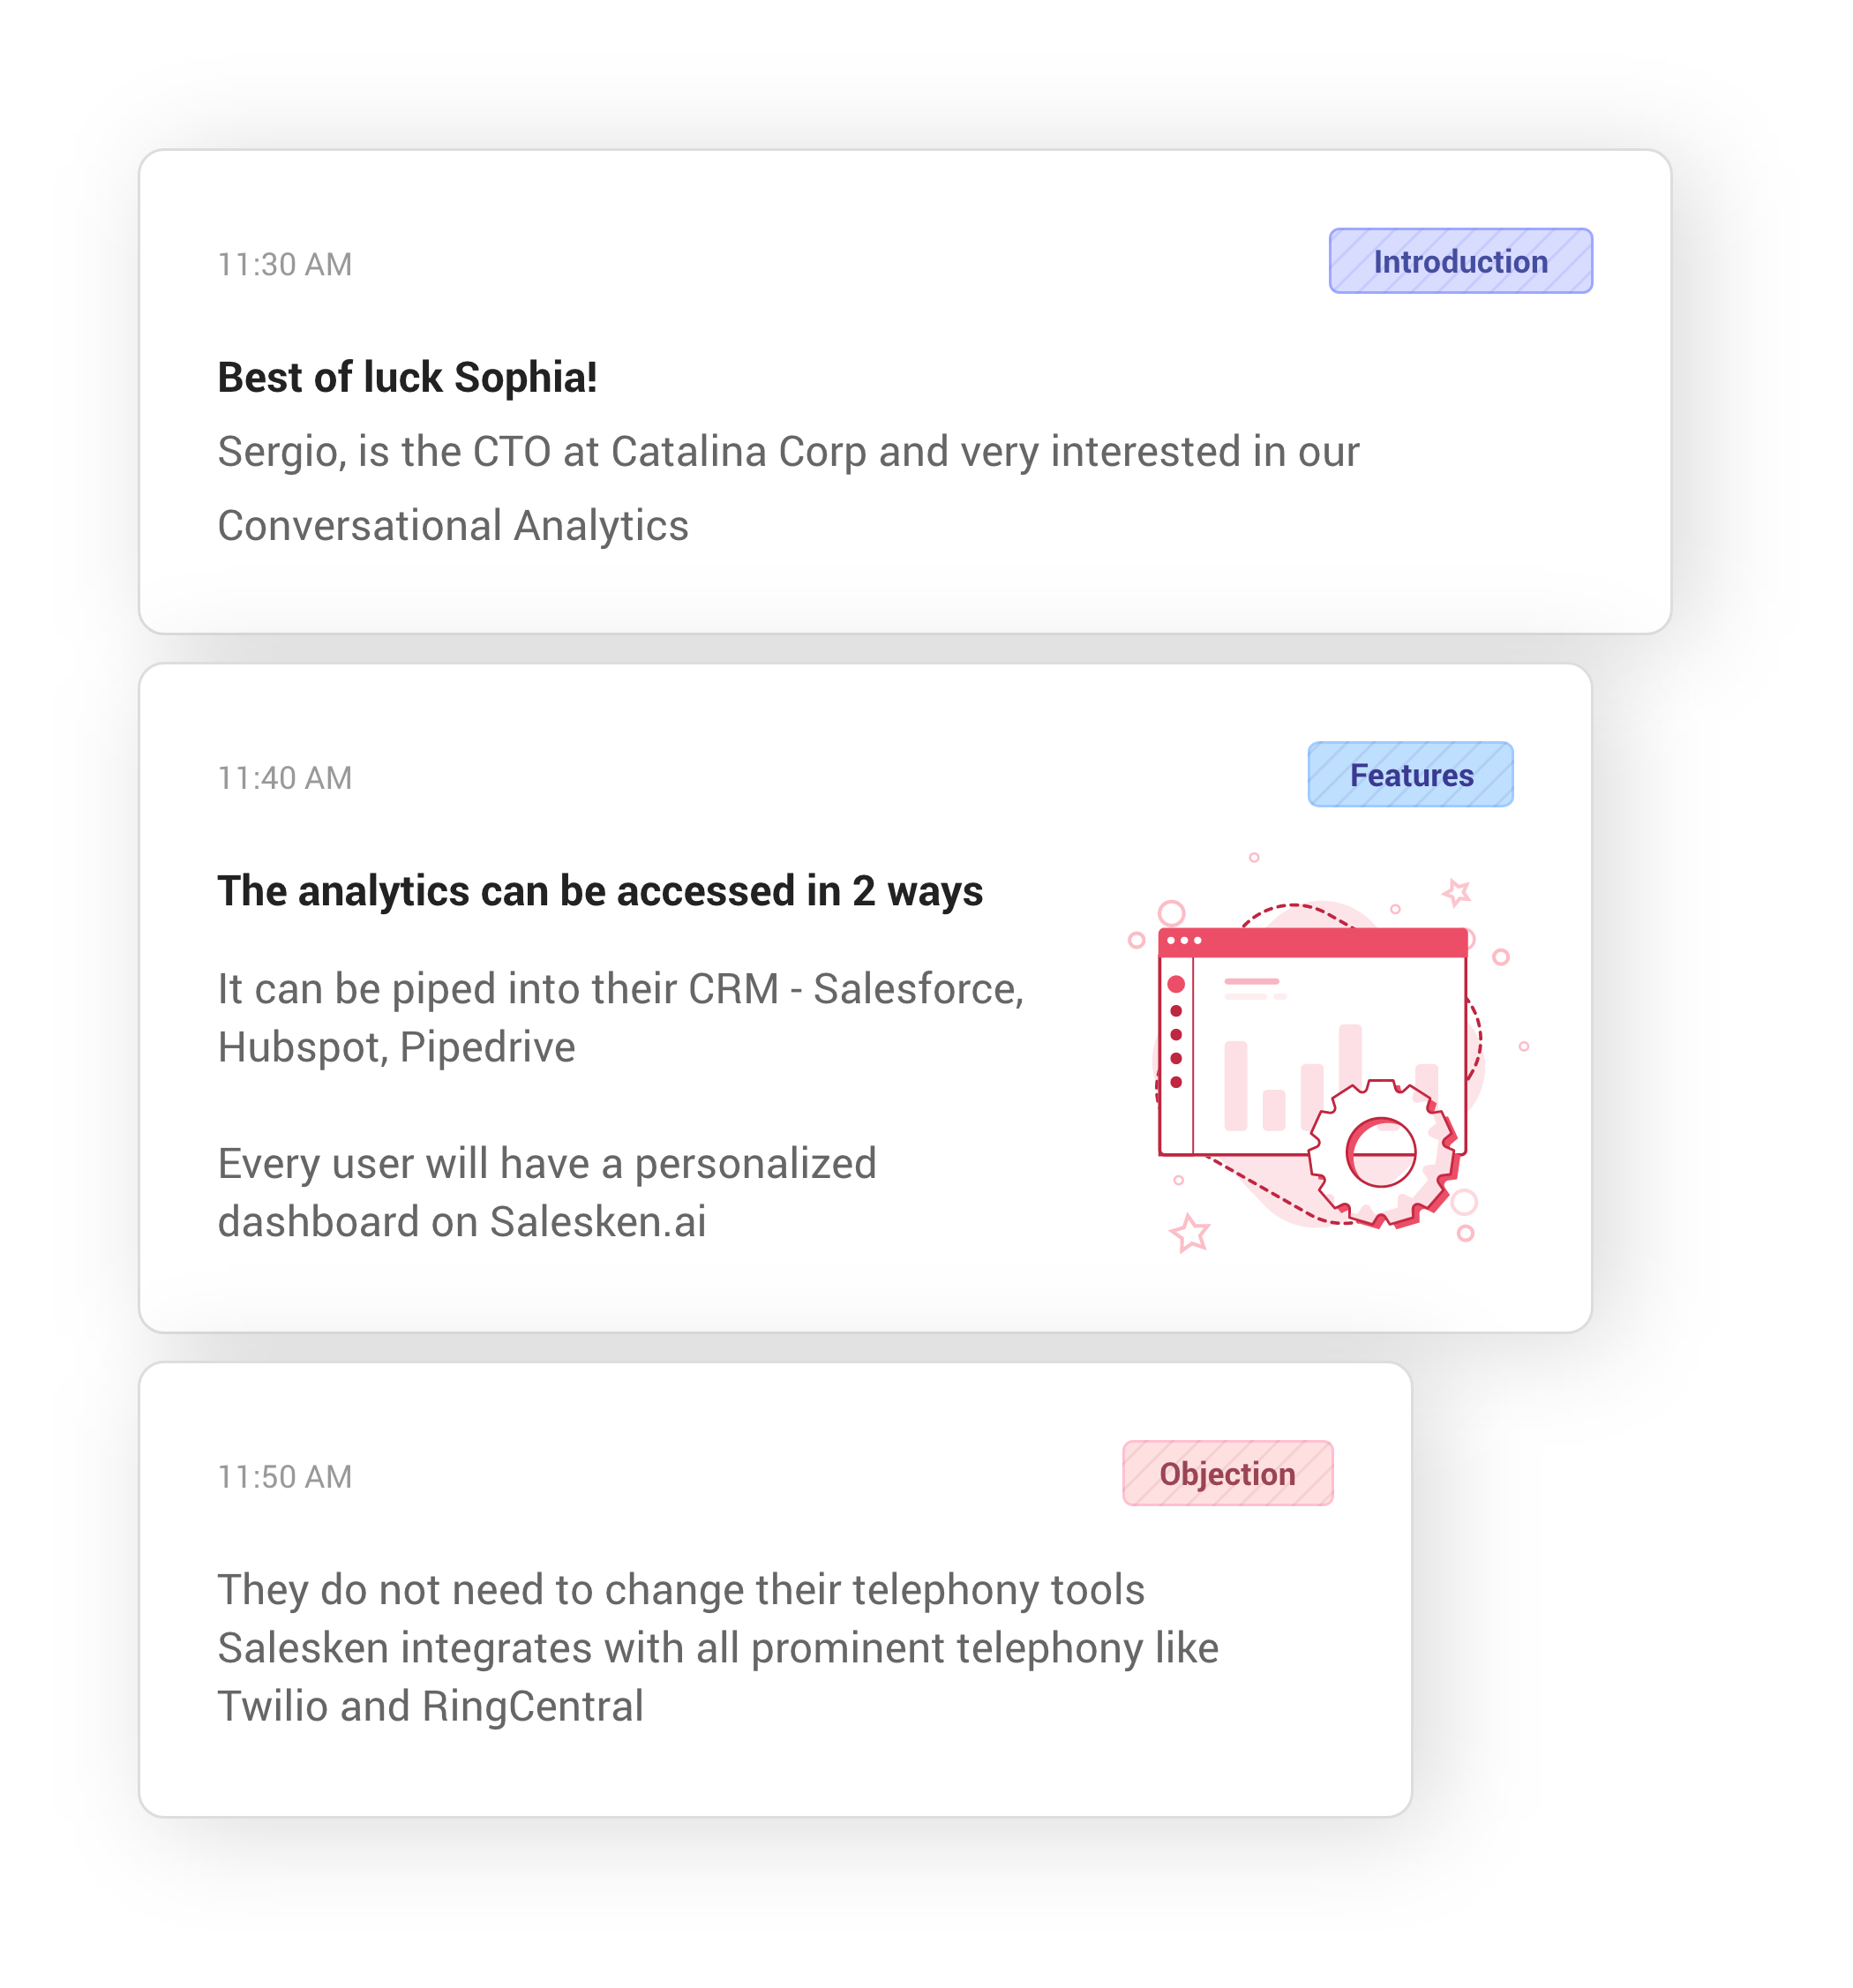 11:30 AM
Introduction
Best of luck Sophia!
Sergio, is the CTO at Catalina Corp and very interested in our
Conversational Analytics
11:40 AM
Features
The analytics can be accessed in 2 ways
It can be piped into their CRM - Salesforce,
Hubspot, Pipedrive
Every user will have a personalized
dashboard on Salesken.ai
11:50 AM
Objection
They do not need to change their telephony tools
Salesken integrates with all prominent telephony like
Twilio and RingCentral